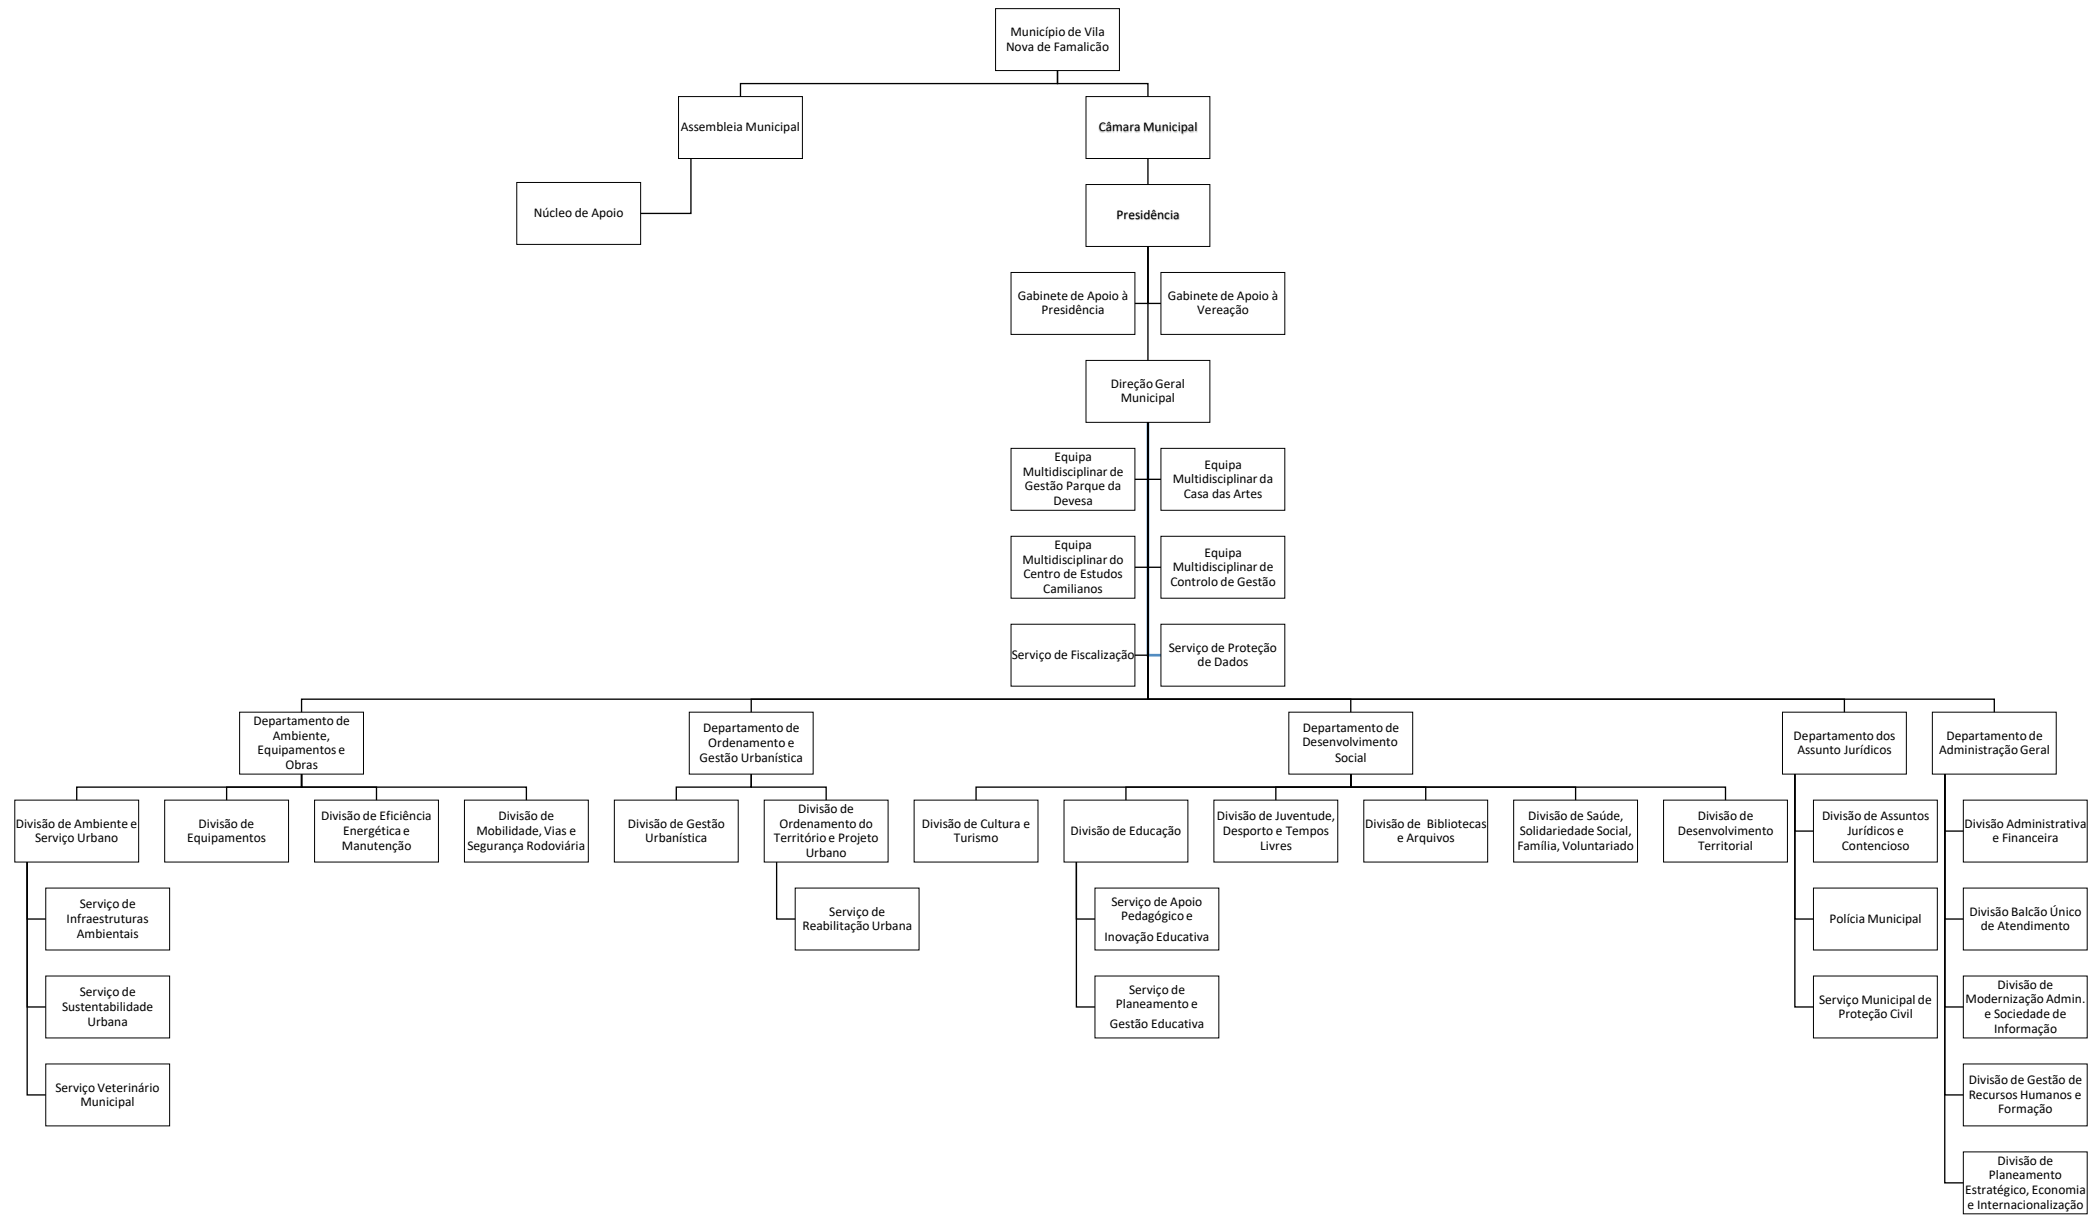 Município de Vila
Nova de Famalicão
Assembleia Municipal
Câmara Municipal
Núcleo de Apoio
Presidência
Gabinete de Apoio à
Presidência
Gabinete de Apoio à
Vereação
Direção Geral
Municipal
Equipa
Multidisciplinar de
Gestão Parque da
Devesa
Equipa
Multidisciplinar da
Casa das Artes
Equipa
Multidisciplinar do
Centro de Estudos
Camilianos
Equipa
Multidisciplinar de
Controlo de Gestão
Serviço de Fiscalização
Serviço de Proteção
de Dados
Departamento de
Ambiente,
Equipamentos e
Obras
Departamento de
Ordenamento e
Gestão Urbanística
Departamento de
Desenvolvimento
Social
Departamento dos
Assunto Jurídicos
Departamento de
Administração Geral
Divisão de Ambiente e
Serviço Urbano
Divisão de
Equipamentos
Divisão de Eficiência
Energética e
Manutenção
Divisão de
Mobilidade, Vias e
Segurança Rodoviária
Divisão de Gestão
Urbanística
Divisão de
Ordenamento do
Território e Projeto
Urbano
Divisão de Cultura e
Turismo
Divisão de Educação
Divisão de Juventude,
Desporto e Tempos
Livres
Divisão de Bibliotecas
e Arquivos
Divisão de Saúde,
Solidariedade Social,
Família, Voluntariado
Divisão de
Desenvolvimento
Territorial
Divisão de Assuntos
Jurídicos e
Contencioso
Divisão Administrativa
e Financeira
Serviço de
Infraestruturas
Ambientais
Serviço de
Reabilitação Urbana
Serviço de Apoio
Pedagógico e
Inovação Educativa
Polícia Municipal
Divisão Balcão Único
de Atendimento
Serviço de
Sustentabilidade
Urbana
Serviço de
Planeamento e
Gestão Educativa
Serviço Municipal de
Proteção Civil
Divisão de
Modernização Admin.
e Sociedade de
Informação
Serviço Veterinário
Municipal
Divisão de Gestão de
Recursos Humanos e
Formação
Divisão de
Planeamento
Estratégico, Economia
e Internacionalização